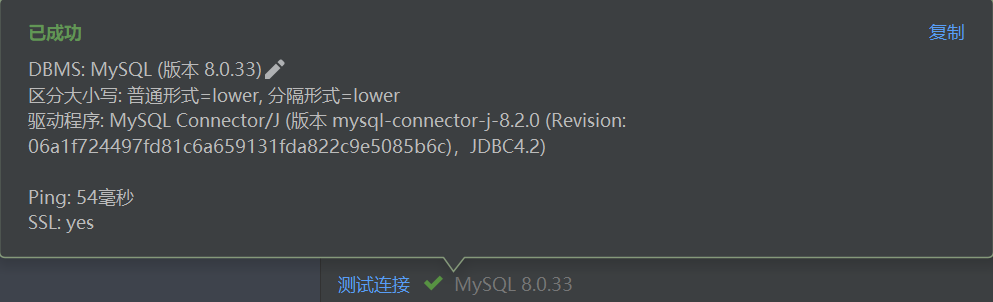 已成功
复制
DBMS: MySQL (版本 8.0.33)
区分大小写: 普通形式=lower, 分隔形式=lower
驱动程序: MySQL Connector/J (版本 mysql-connector-j-8.2.0 (Revision:
06a1f724497fd81c6a659131fda822c9e5085b6c)，JDBC4.2)
Ping: 54毫秒
SSL: yes
测试连接 MySQL 8.0.33